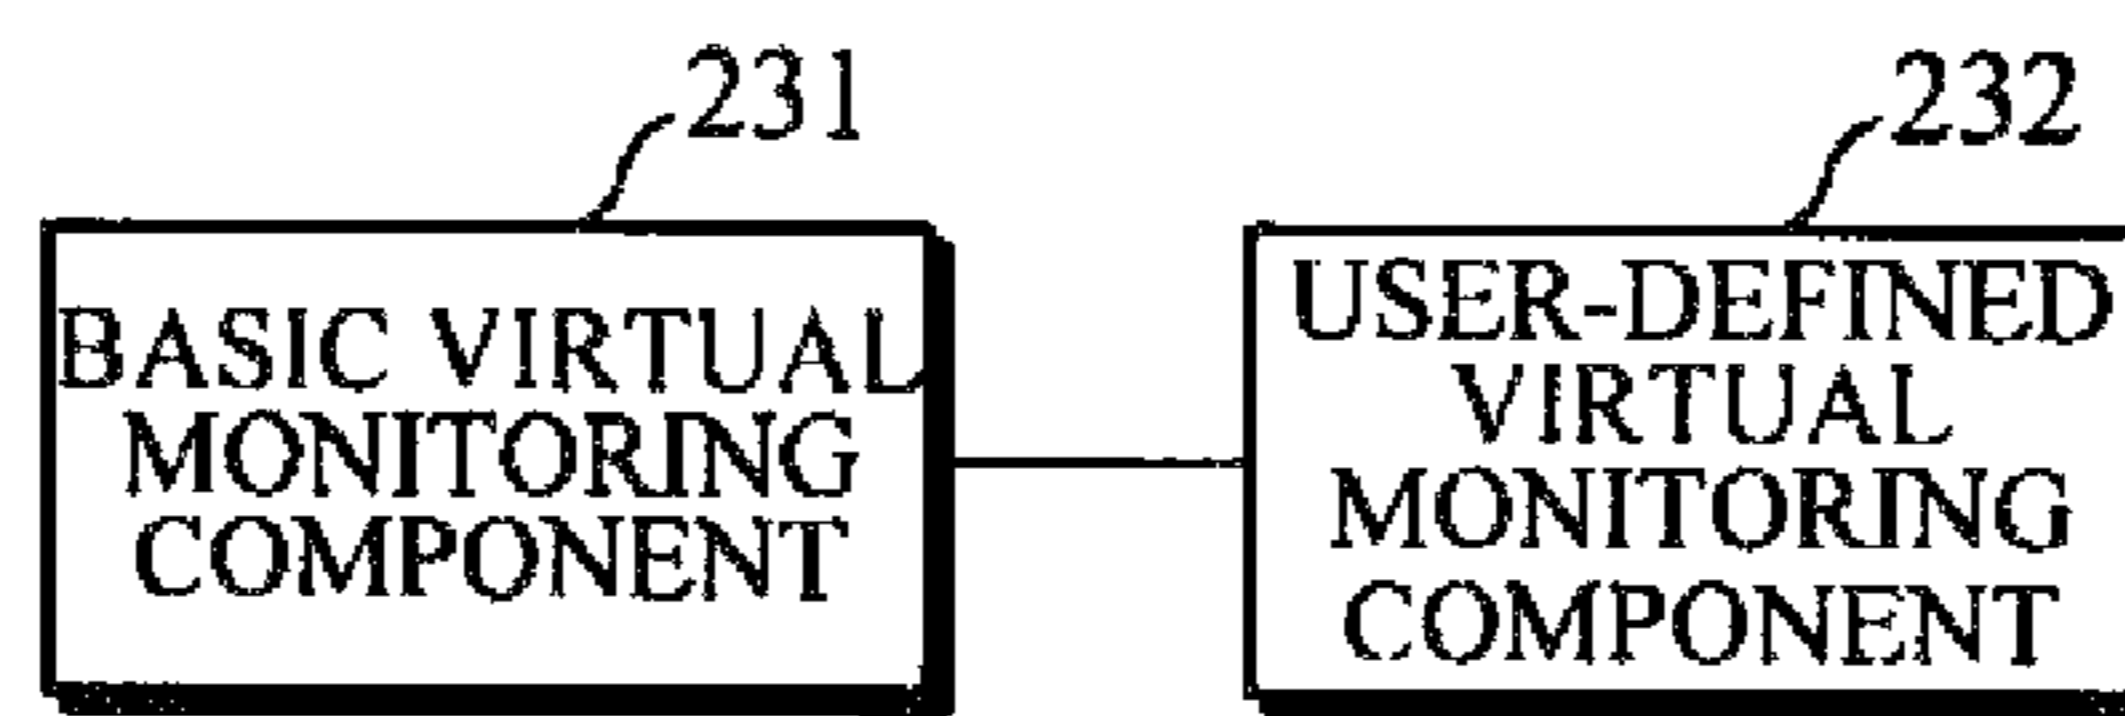 231
232
BASIC VIRTUAL
MONITORING
COMPONENT
USER-DEFINED
VIRTUAL
MONITORING
COMPONENT